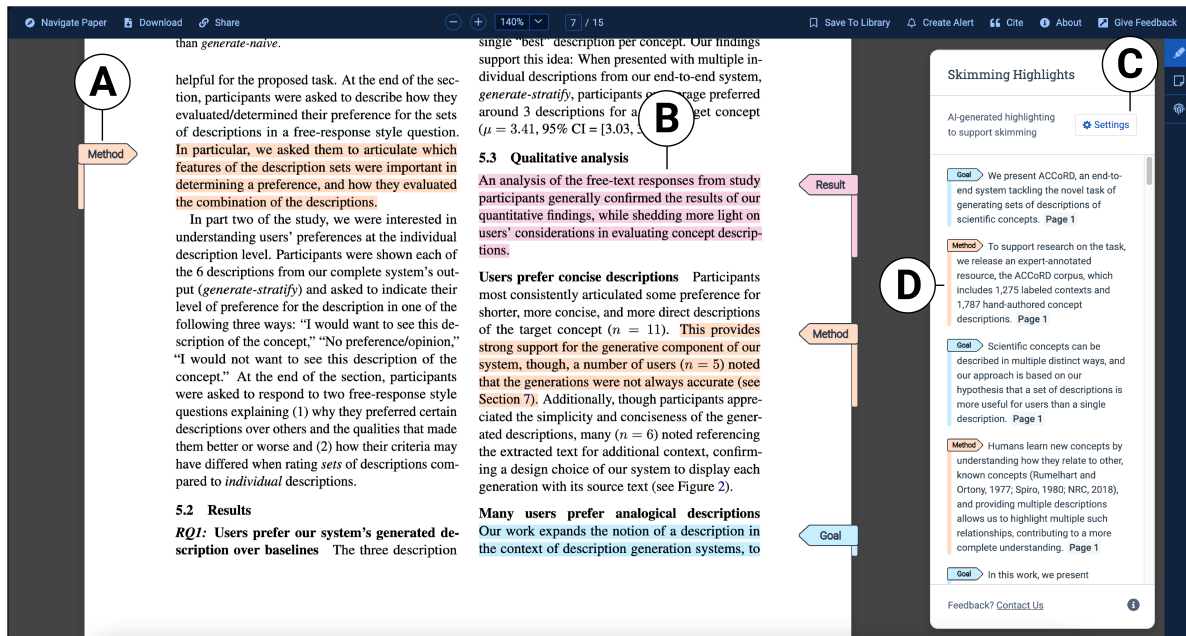 Navigate Paper Download Share 140% 7 / 15 Save To Library Create Alert Cite About Give Feedback
than generate-naive.
helpful for the proposed task. At the end of the sec-
tion, participants were asked to describe how they
evaluated/determined their preference for the sets
of descriptions in a free-response style question.
In particular, we asked them to articulate which
features of the description sets were important in
determining a preference, and how they evaluated
the combination of the descriptions.
In part two of the study, we were interested in
understanding users' preferences at the individual
description level. Participants were shown each of
the 6 descriptions from our complete system's out-
put (generate-stratify) and asked to indicate their
level of preference for the description in one of the
following three ways: “I would want to see this de-
scription of the concept,” “No preference/opinion,”
“I would not want to see this description of the
concept.” At the end of the section, participants
were asked to respond to two free-response style
questions explaining (1) why they preferred certain
descriptions over others and the qualities that made
them better or worse and (2) how their criteria may
have differed when rating sets of descriptions com-
pared to individual descriptions.
5.2 Results
RQ1: Users prefer our system's generated de-
scription over baselines The three description
A
Method
single “best” description per concept. Our findings
support this idea: When presented with multiple in-
dividual descriptions from our end-to-end system,
generate-stratify, participants preferred
around 3 descriptions for a concept
(μ = 3.41, 95% CI = [3.03,
B
5.3 Qualitative analysis
An analysis of the free-text responses from study
participants generally confirmed the results of our
quantitative findings, while shedding more light on
users' considerations in evaluating concept descrip-
tions.
Users prefer concise descriptions Participants
most consistently articulated some preference for
shorter, more concise, and more direct descriptions
of the target concept (n = 11). This provides
strong support for the generative component of our
system, though, a number of users (n = 5) noted
that the generations were not always accurate (see
Section 7). Additionally, though participants appre-
ciated the simplicity and conciseness of the gener-
ated descriptions, many (n = 6) noted referencing
the extracted text for additional context, confirm-
ing a design choice of our system to display each
generation with its source text (see Figure 2).
Many users prefer analogical descriptions
Our work expands the notion of a description in
the context of description generation systems, to
Result
Method
Goal
Skimming Highlights
C
AI-generated highlighting
to support skimming
Settings
Goal We present ACCoRD, an end-to-
end system tackling the novel task of
generating sets of descriptions of
scientific concepts. Page 1
D
Method To support research on the task,
we release an expert-annotated
resource, the ACCoRD corpus, which
includes 1,275 labeled contexts and
1,787 hand-authored concept
descriptions. Page 1
Goal Scientific concepts can be
described in multiple distinct ways, and
our approach is based on our
hypothesis that a set of descriptions is
more useful for users than a single
description. Page 1
Method Humans learn new concepts by
understanding how they relate to other,
known concepts (Rumelhart and
Ortony, 1977; Spiro, 1980; NRC, 2018),
and providing multiple descriptions
allows us to highlight multiple such
relationships, contributing to a more
complete understanding. Page 1
Goal In this work, we present
Feedback? Contact Us